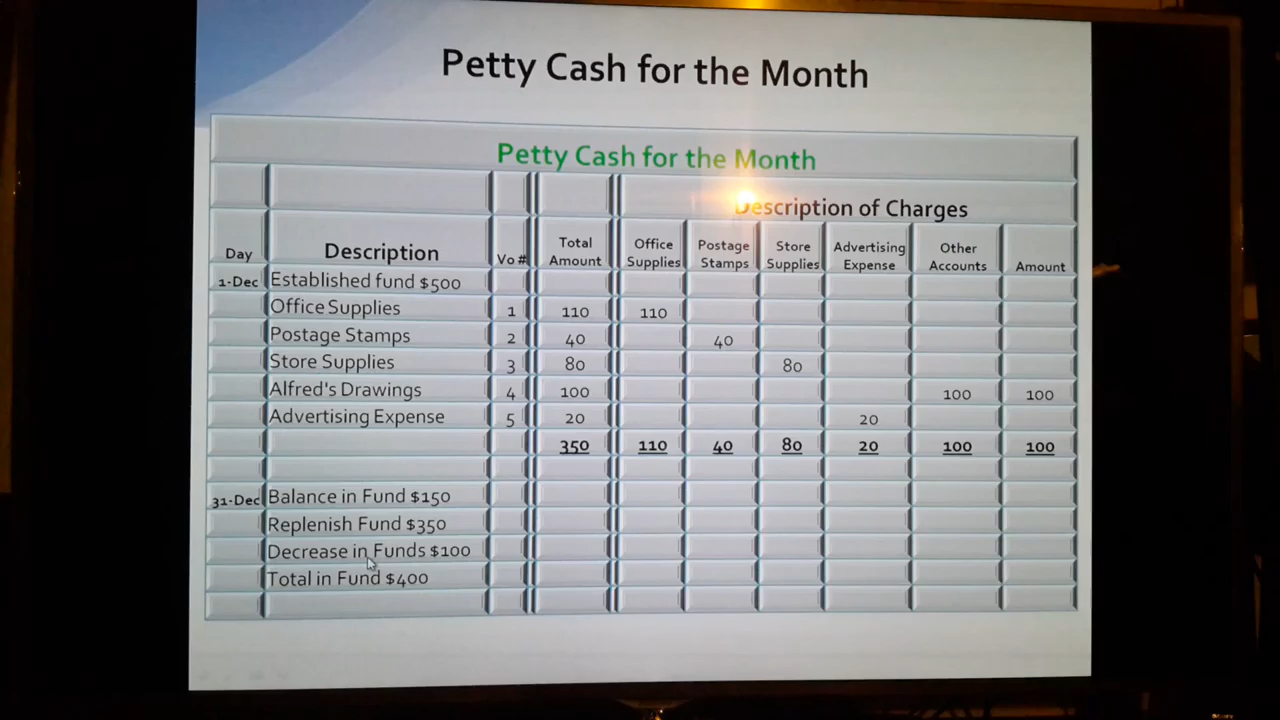 Petty Cash for the Month
Petty Cash for the Month
Description of Charges
Day Description Vo # Total Amount Office Supplies Postage Stamps Store Supplies Advertising Expense Other Accounts Amount
1-Dec Established fund $500
Office Supplies 1 110 110
Postage Stamps 2 40 40
Store Supplies 3 80 80
Alfred's Drawings 4 100 100 100
Advertising Expense 5 20 20
350 110 40 80 20 100 100
31-Dec Balance in Fund $150
Replenish Fund $350
Decrease in Funds $100
Total in Fund $400